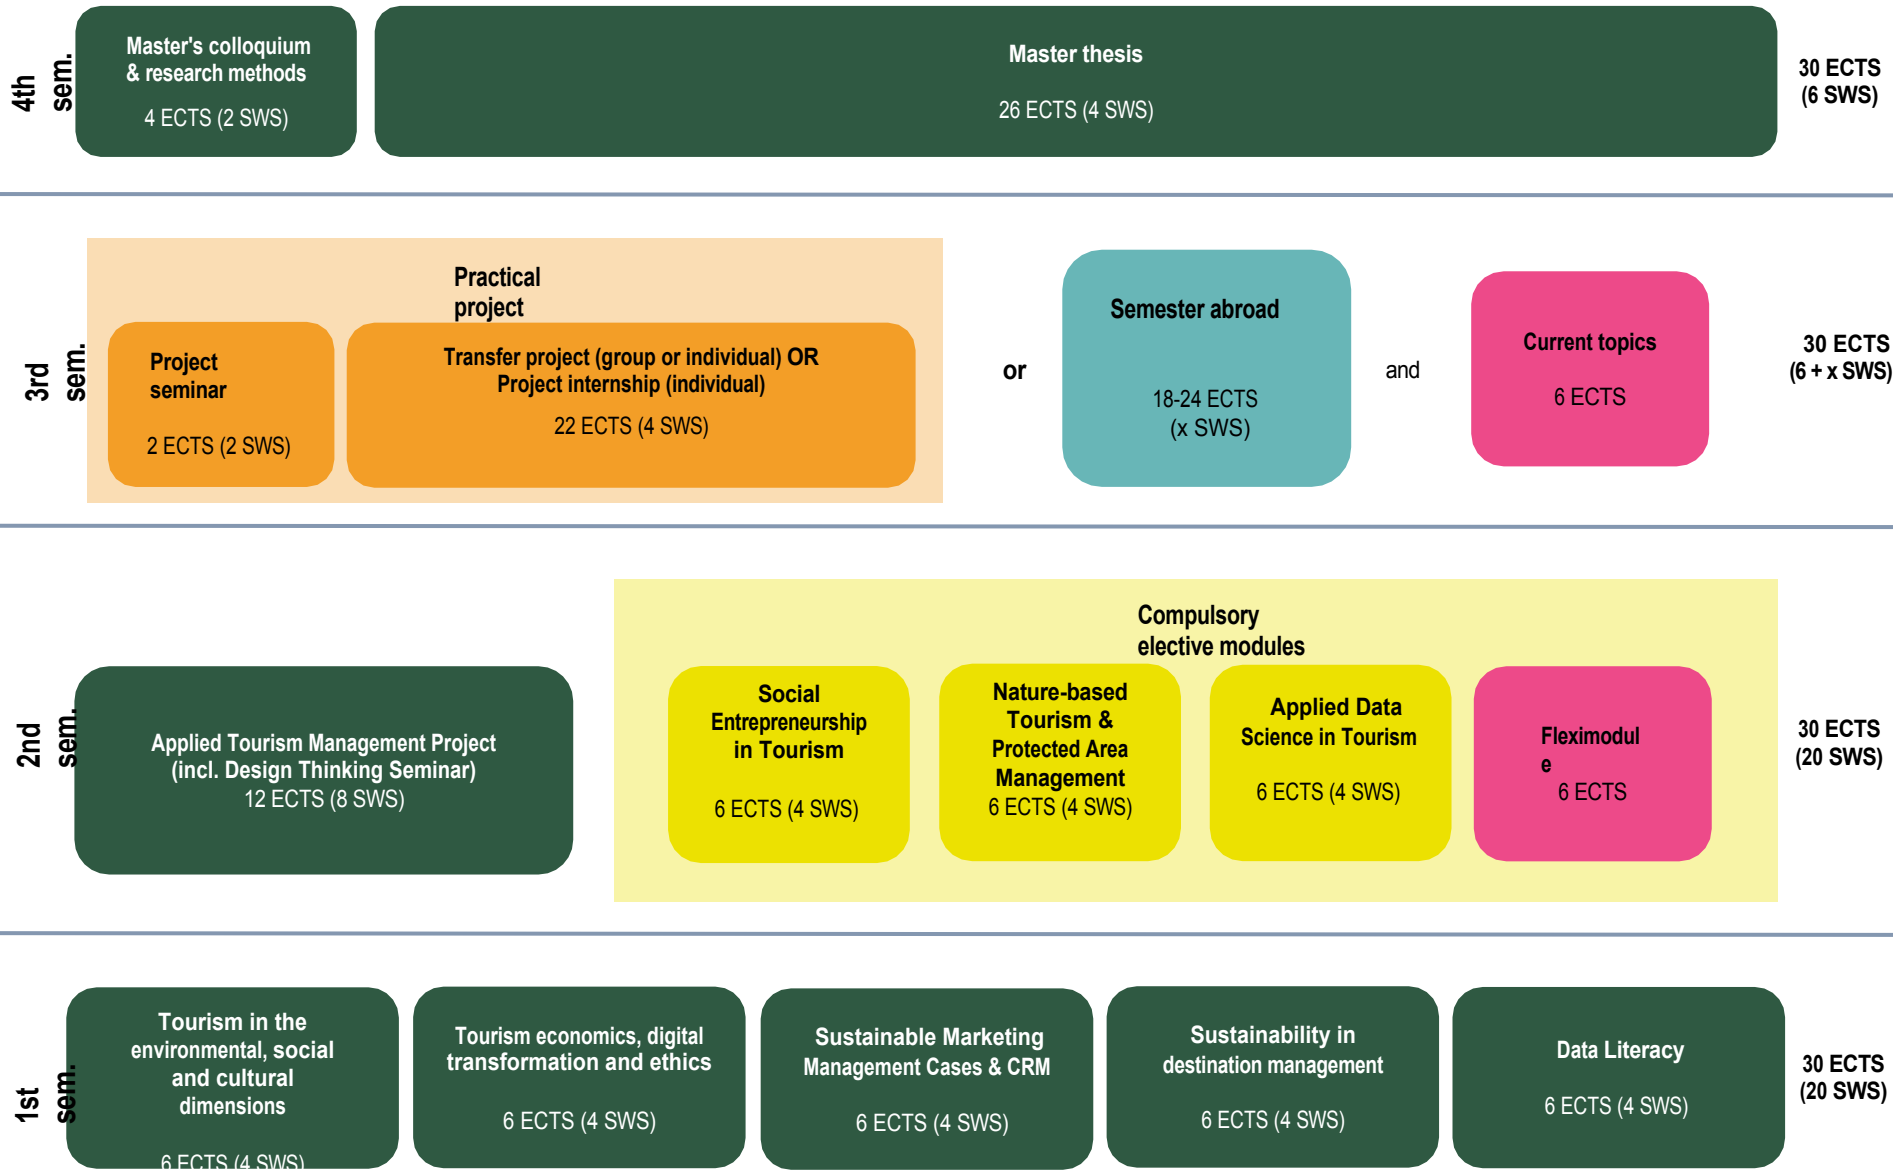 4th
sem.
Master's colloquium
& research methods
4 ECTS (2 SWS)
Master thesis
26 ECTS (4 SWS)
30 ECTS
(6 SWS)
3rd
sem.
Practical
project
Project
seminar
2 ECTS (2 SWS)
Transfer project (group or individual) OR
Project internship (individual)
22 ECTS (4 SWS)
or
Semester abroad
18-24 ECTS
(x SWS)
and
Current topics
6 ECTS
30 ECTS
(6 + x SWS)
2nd
sem.
Applied Tourism Management Project
(incl. Design Thinking Seminar)
12 ECTS (8 SWS)
Compulsory
elective modules
Social
Entrepreneurship
in Tourism
6 ECTS (4 SWS)
Nature-based
Tourism &
Protected Area
Management
6 ECTS (4 SWS)
Applied Data
Science in Tourism
6 ECTS (4 SWS)
Fleximodul
e
6 ECTS
30 ECTS
(20 SWS)
1st
sem.
Tourism in the
environmental, social
and cultural
dimensions
6 ECTS (4 SWS)
Tourism economics, digital
transformation and ethics
6 ECTS (4 SWS)
Sustainable Marketing
Management Cases & CRM
6 ECTS (4 SWS)
Sustainability in
destination management
6 ECTS (4 SWS)
Data Literacy
6 ECTS (4 SWS)
30 ECTS
(20 SWS)